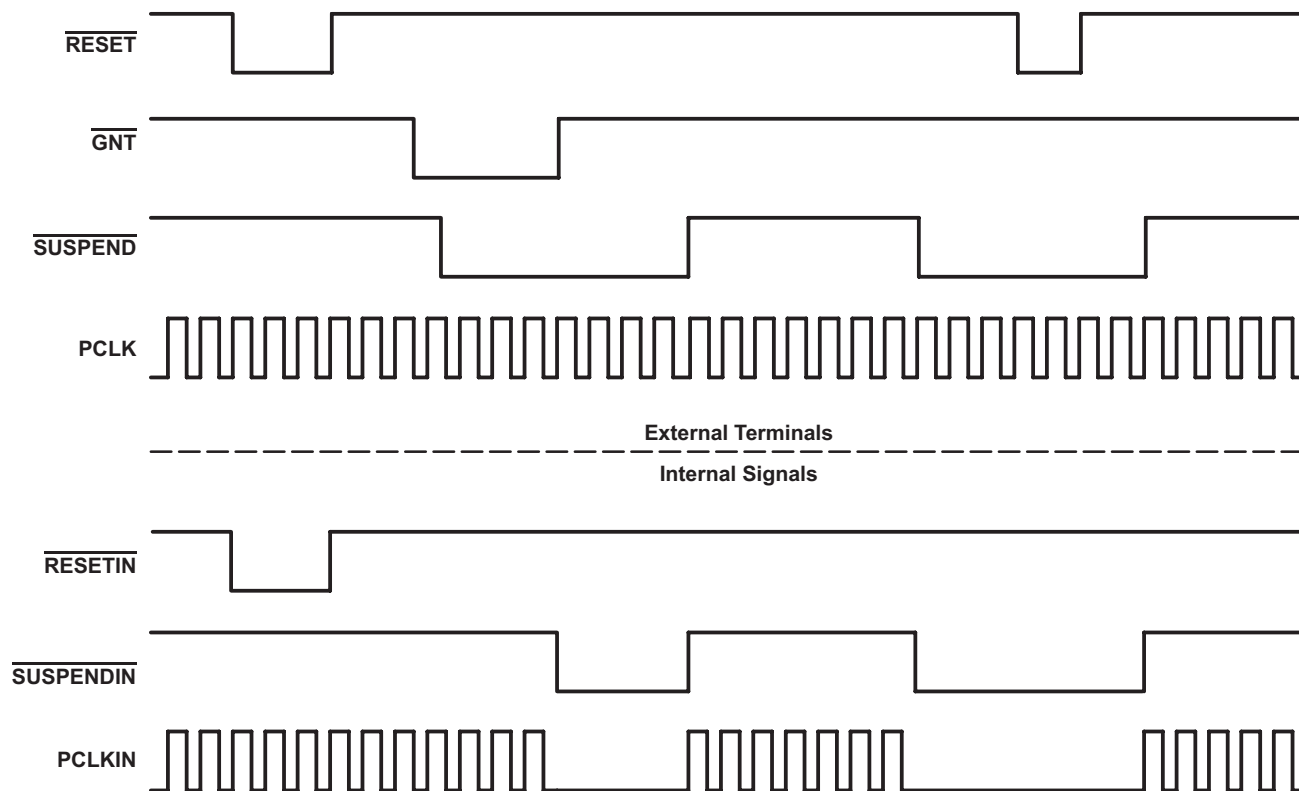 RESET
GNT
SUSPEND
PCLK
External Terminals
Internal Signals
RESETIN
SUSPENDIN
PCLKIN